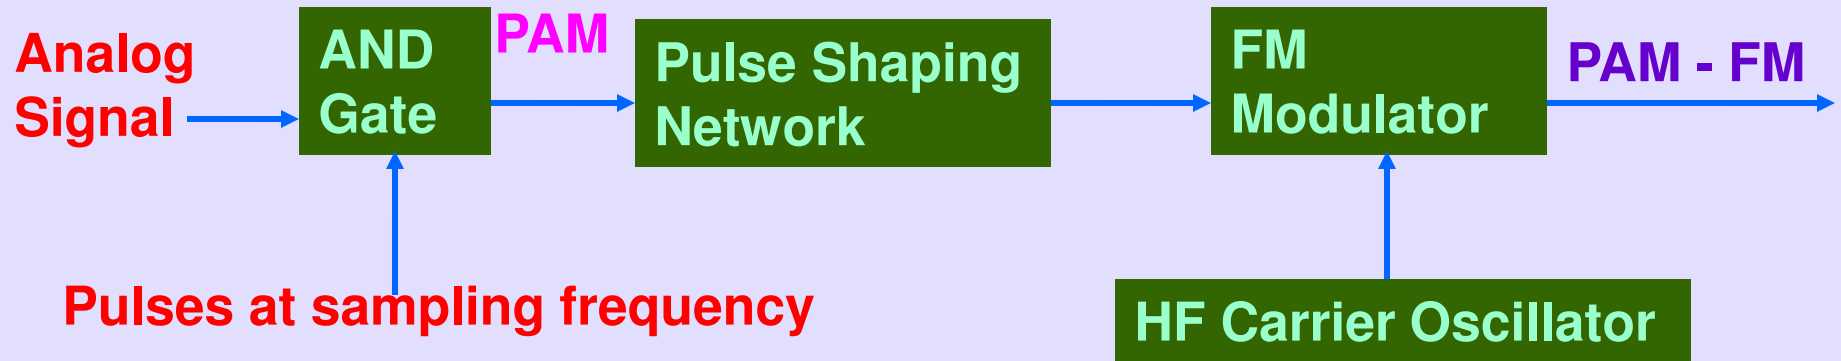 Analog
Signal
AND
Gate
PAM
Pulse Shaping
Network
FM
Modulator
PAM - FM
Pulses at sampling frequency
HF Carrier Oscillator